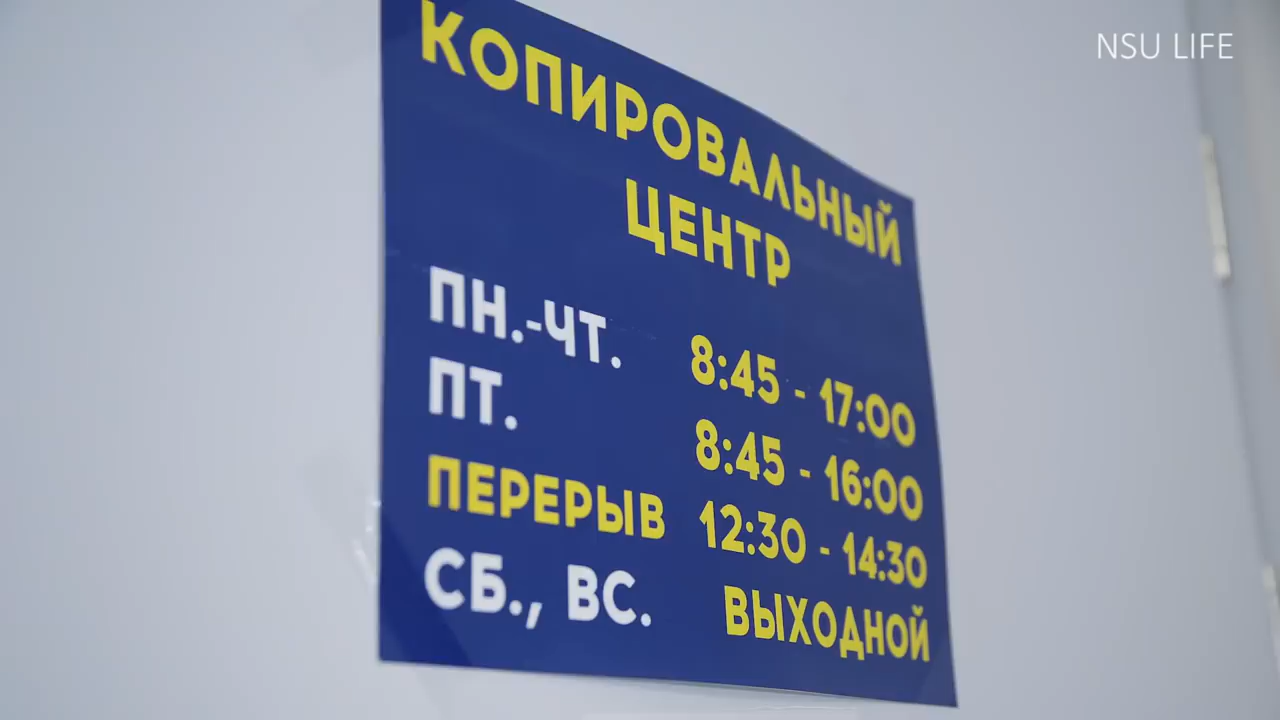 NSU LIFE
КОПИРОВАЛЬНЫЙ
ЦЕНТР
ПН.-ЧТ. 8:45 - 17:00
ПТ. 8:45 - 16:00
ПЕРЕРЫВ 12:30 - 14:30
СБ., ВС. ВЫХОДНОЙ